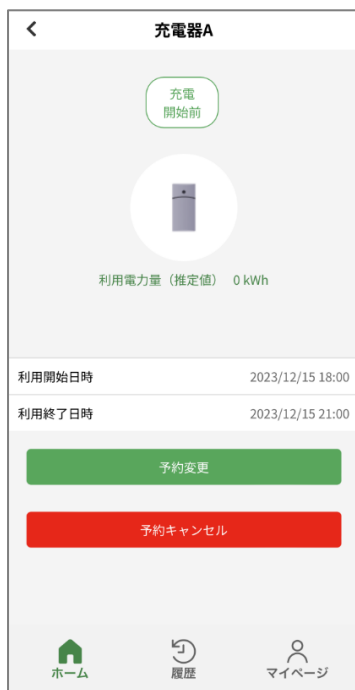 充電器A
充電
開始前
利用電力量（推定値） 0 kWh
利用開始日時 2023/12/15 18:00
利用終了日時 2023/12/15 21:00
予約変更
予約キャンセル
ホーム 履歴 マイページ